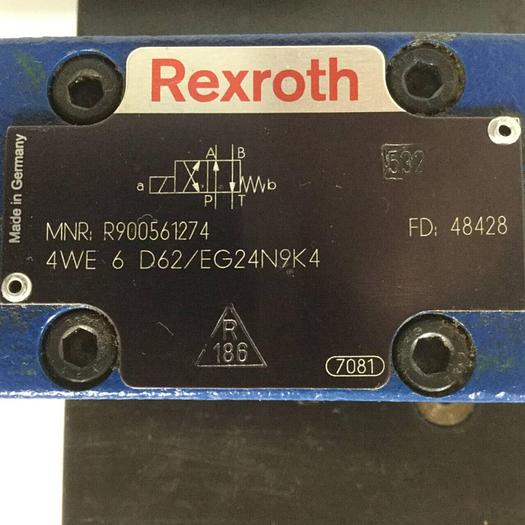 Rexroth
Made in Germany
A B
a b
P T
532
MNR: R900561274 FD: 48428
4WE 6 D62/EG24N9K4
R
186
7081